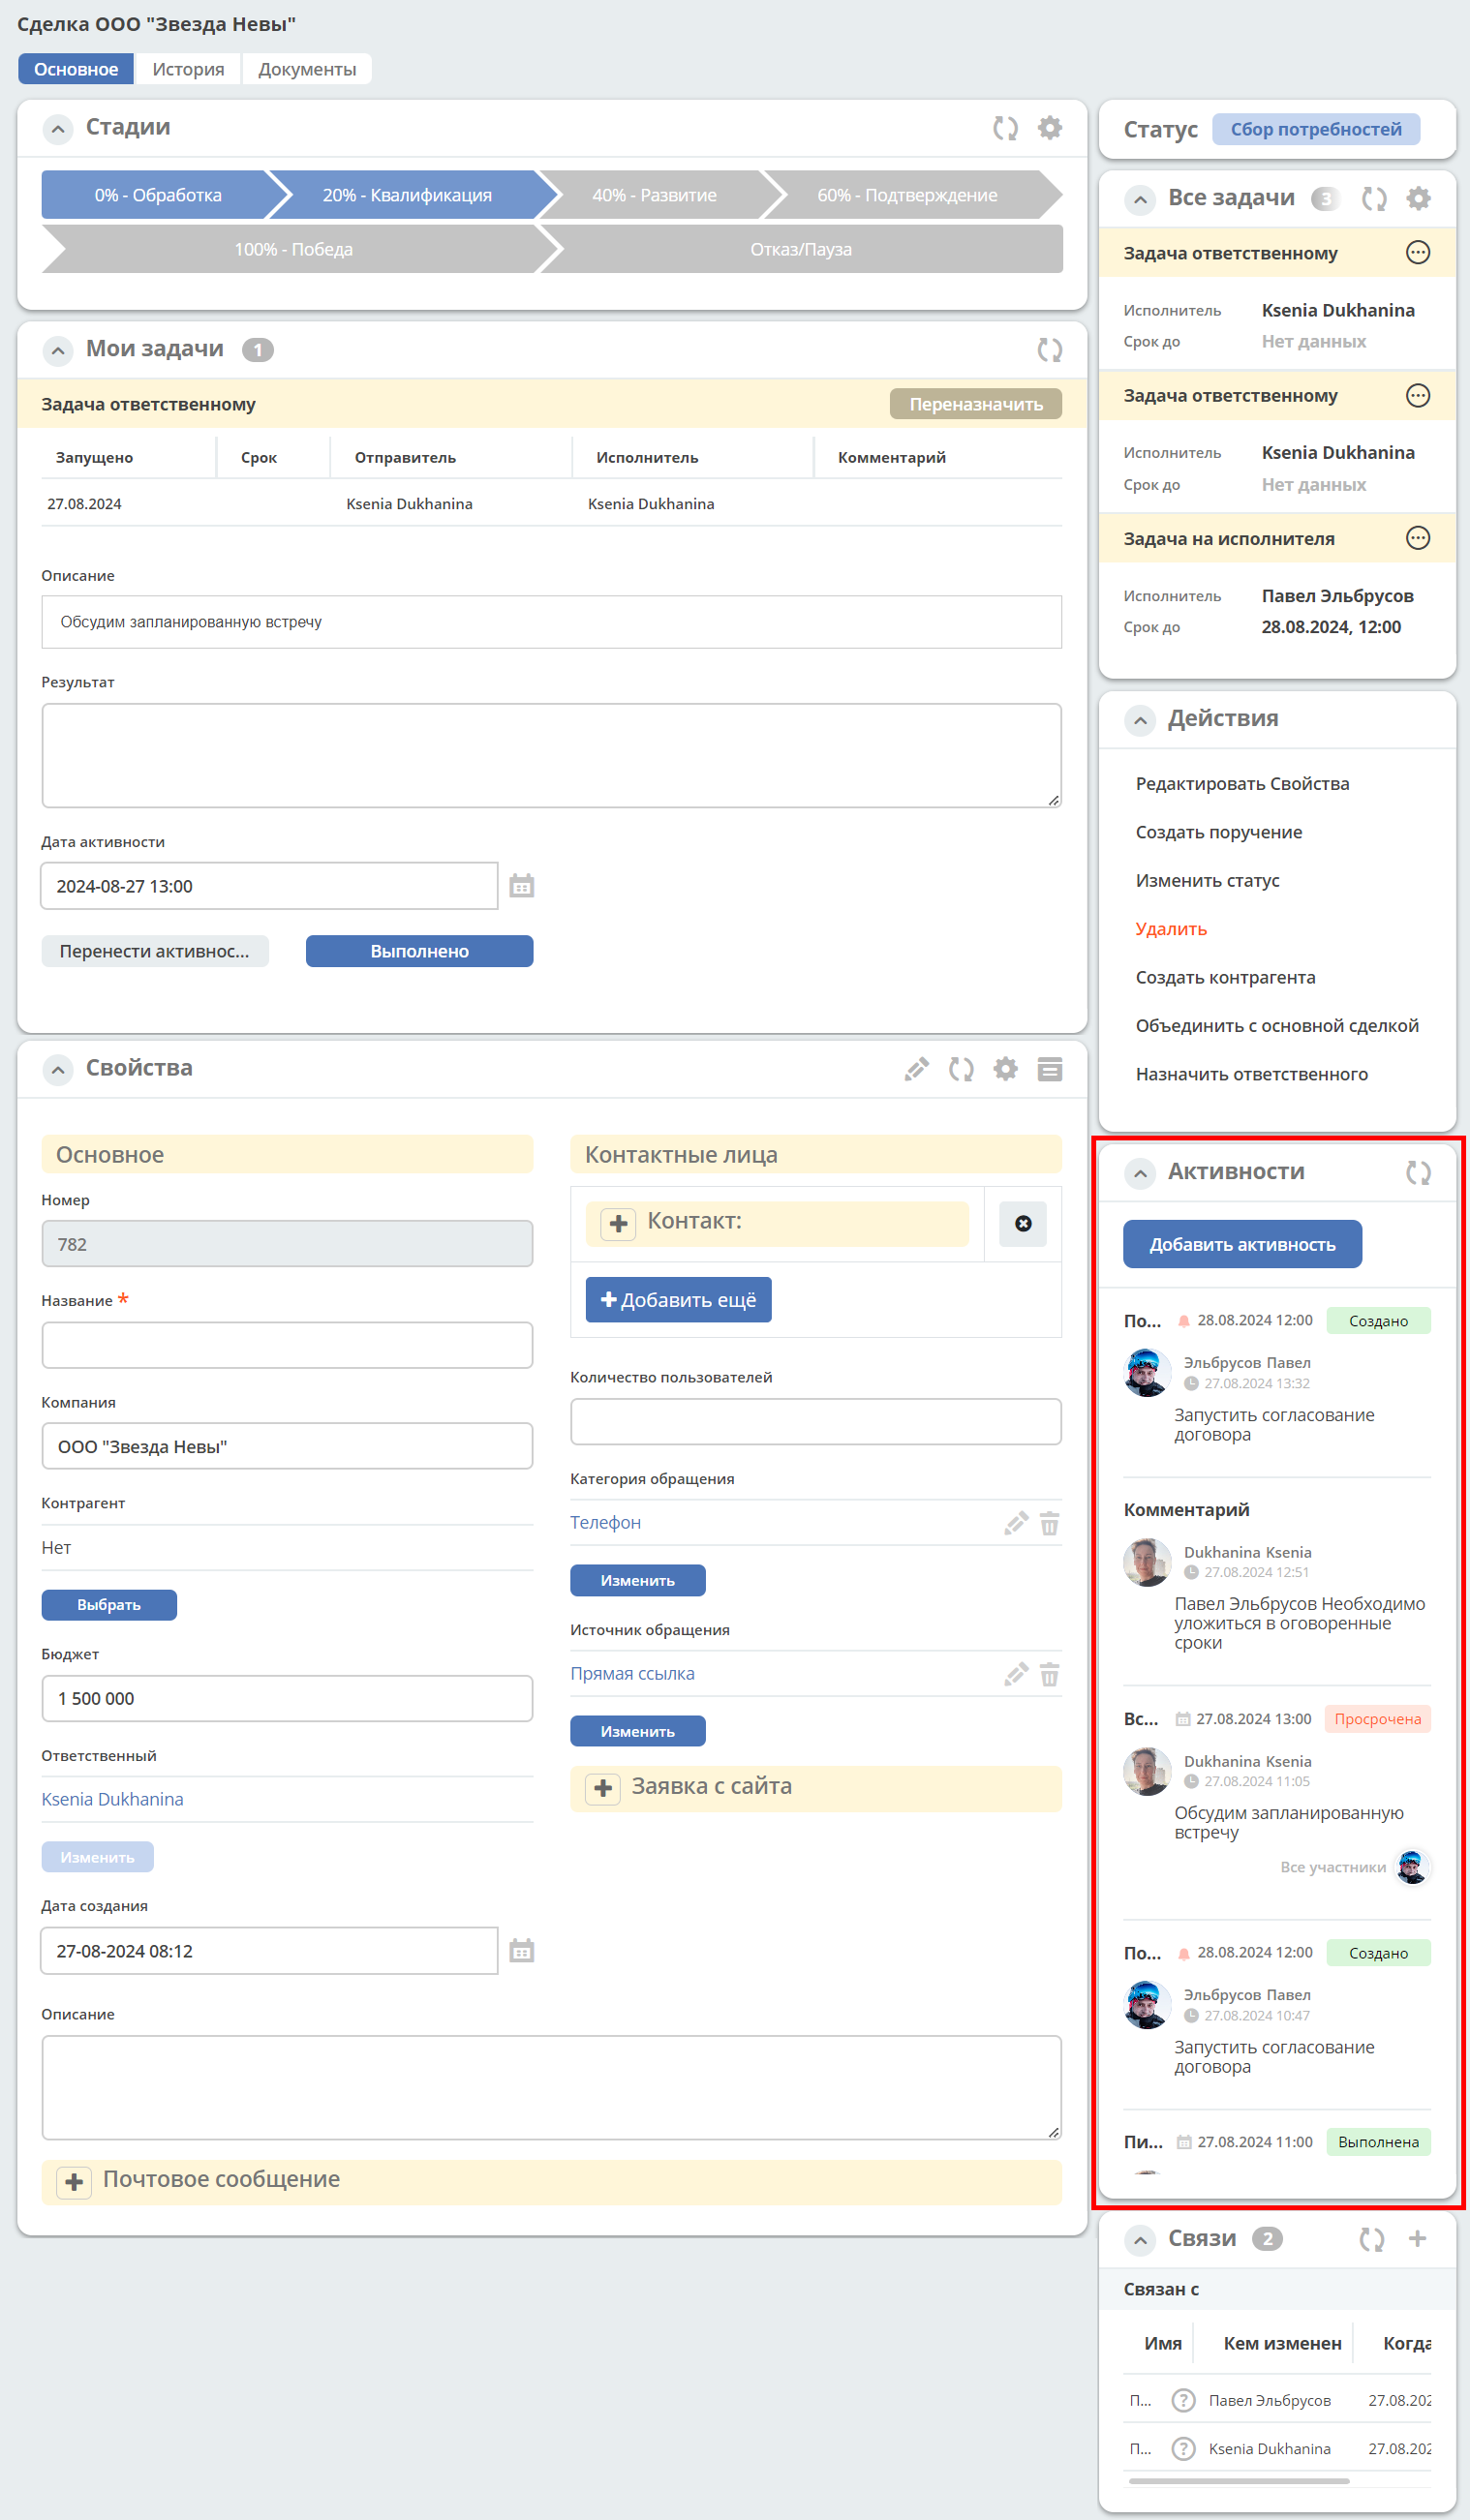 Сделка ООО "Звезда Невы"
Основное
История
Документы
Стадии
0% - Обработка
20% - Квалификация
40% - Развитие
60% - Подтверждение
100% - Победа
Отказ/Пауза
Мои задачи 1
Задача ответственному
Переназначить
Запущено Срок Отправитель Исполнитель Комментарий
27.08.2024 Ksenia Dukhanina Ksenia Dukhanina
Описание
Обсудим запланированную встречу
Результат
Дата активности
2024-08-27 13:00
Перенести активнос...
Выполнено
Свойства
Основное
Номер
782
Название *
Компания
ООО "Звезда Невы"
Контрагент
Нет
Выбрать
Бюджет
1 500 000
Ответственный
Ksenia Dukhanina
Изменить
Дата создания
27-08-2024 08:12
Контактные лица
Контакт:
Добавить ещё
Количество пользователей
Категория обращения
Телефон
Изменить
Источник обращения
Прямая ссылка
Изменить
Заявка с сайта
Описание
Почтовое сообщение
Статус
Сбор потребностей
Все задачи 3
Задача ответственному
Исполнитель Ksenia Dukhanina
Срок до Нет данных
Задача ответственному
Исполнитель Ksenia Dukhanina
Срок до Нет данных
Задача на исполнителя
Исполнитель Павел Эльбрусов
Срок до 28.08.2024, 12:00
Действия
Редактировать Свойства
Создать поручение
Изменить статус
Удалить
Создать контрагента
Объединить с основной сделкой
Назначить ответственного
Активности
Добавить активность
По... 28.08.2024 12:00 Создано
Эльбрусов Павел
27.08.2024 13:32
Запустить согласование
договора
Комментарий
Dukhanina Ksenia
27.08.2024 12:51
Павел Эльбрусов Необходимо
уложиться в оговоренные
сроки
Вс... 27.08.2024 13:00 Просрочена
Dukhanina Ksenia
27.08.2024 11:05
Обсудим запланированную
встречу
Все участники
По... 28.08.2024 12:00 Создано
Эльбрусов Павел
27.08.2024 10:47
Запустить согласование
договора
Пи... 27.08.2024 11:00 Выполнена
Связи 2
Связан с
Имя Кем изменен Когда
П... Павел Эльбрусов 27.08.202
П... Ksenia Dukhanina 27.08.202